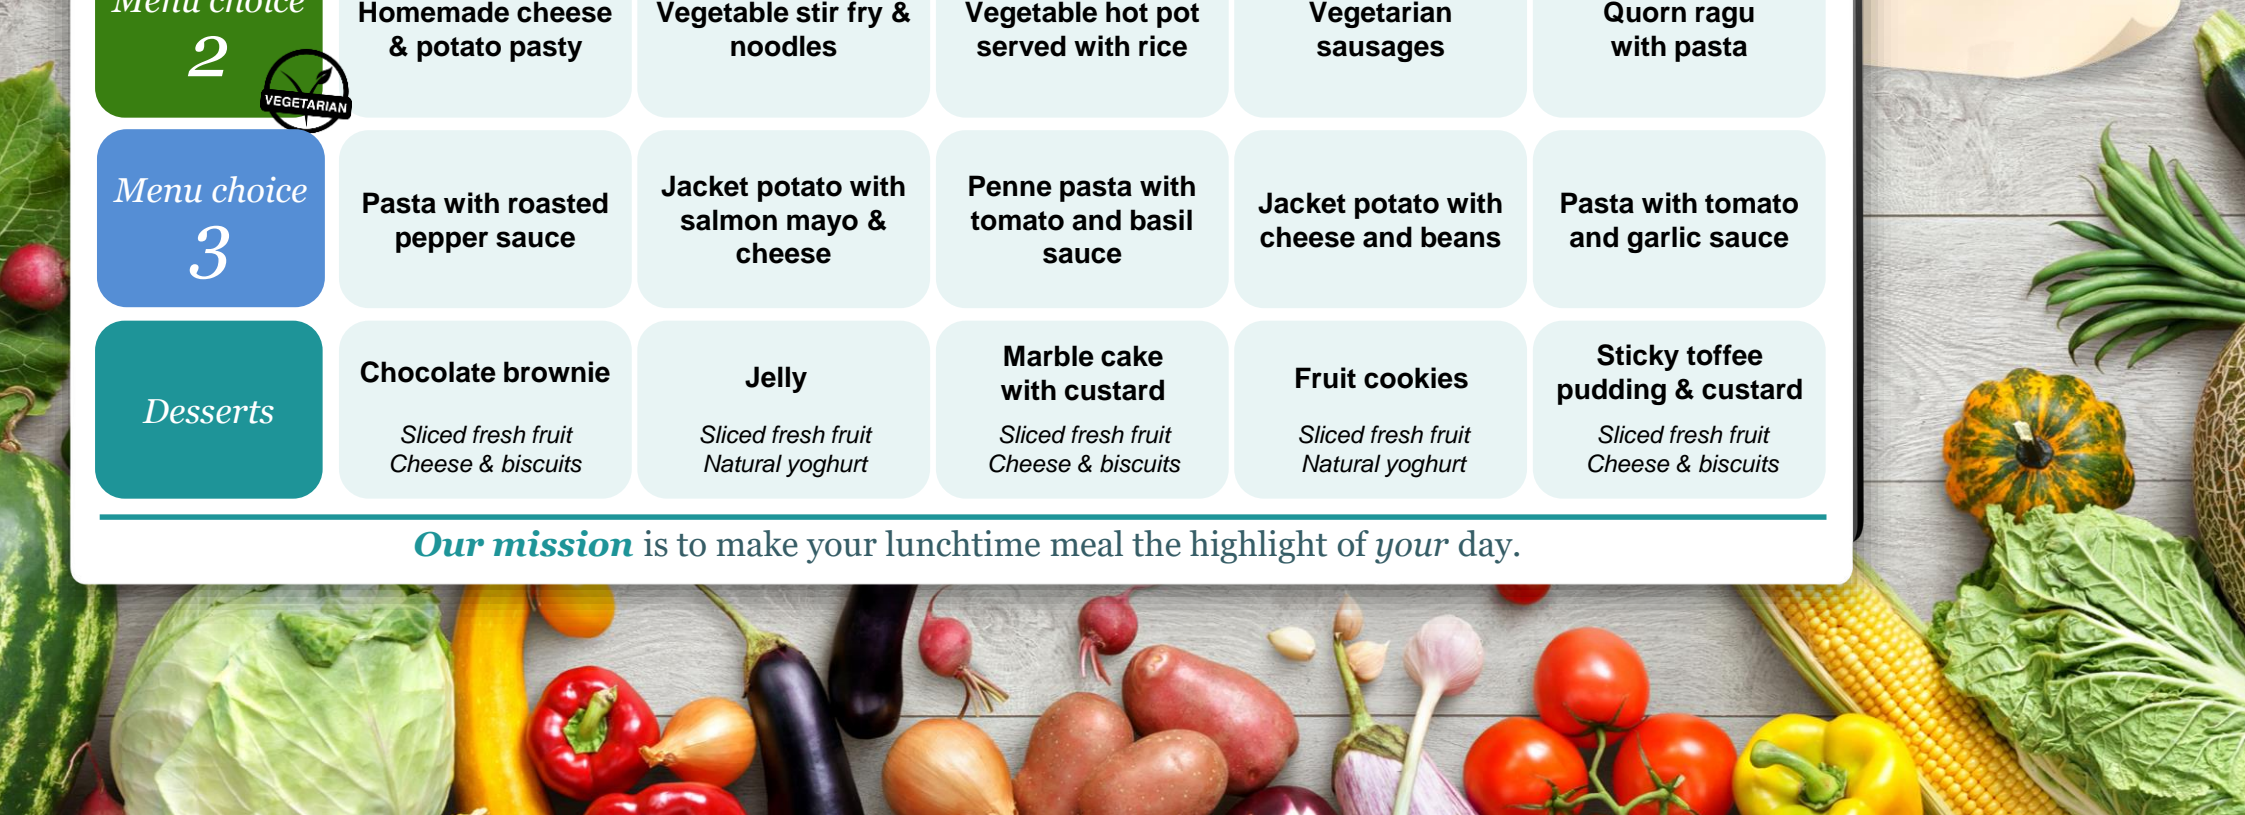 Menu choice
2
VEGETARIAN
Homemade cheese
& potato pasty
Vegetable stir fry &
noodles
Vegetable hot pot
served with rice
Vegetarian
sausages
Quorn ragu
with pasta
Menu choice
3
Pasta with roasted
pepper sauce
Jacket potato with
salmon mayo &
cheese
Penne pasta with
tomato and basil
sauce
Jacket potato with
cheese and beans
Pasta with tomato
and garlic sauce
Desserts
Chocolate brownie
Sliced fresh fruit
Cheese & biscuits
Jelly
Sliced fresh fruit
Natural yoghurt
Marble cake
with custard
Sliced fresh fruit
Cheese & biscuits
Fruit cookies
Sliced fresh fruit
Natural yoghurt
Sticky toffee
pudding & custard
Sliced fresh fruit
Cheese & biscuits
Our mission is to make your lunchtime meal the highlight of your day.